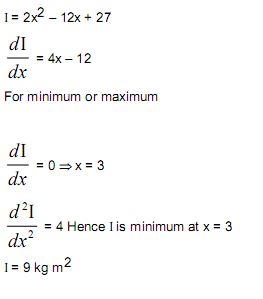 I = 2x² – 12x + 27
dI/dx = 4x – 12
For minimum or maximum
dI/dx = 0 ⇒ x = 3
d²I/dx² = 4 Hence I is minimum at x = 3
I = 9 kg m²